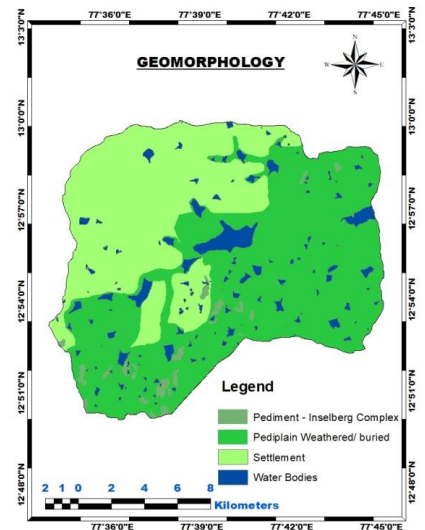 77°36'0"E 77°39'0"E 77°42'0"E 77°45'0"E
GEOMORPHOLOGY
N
W E
S
13°3'0"N 13°3'0"N
13°0'0"N 13°0'0"N
12°57'0"N 12°57'0"N
12°54'0"N 12°54'0"N
12°51'0"N 12°51'0"N
12°48'0"N 12°48'0"N
Legend
Pediment - Inselberg Complex
Pediplain Weathered/ buried
Settlement
Water Bodies
2 1 0 2 4 6 8
Kilometers
77°36'0"E 77°39'0"E 77°42'0"E 77°45'0"E